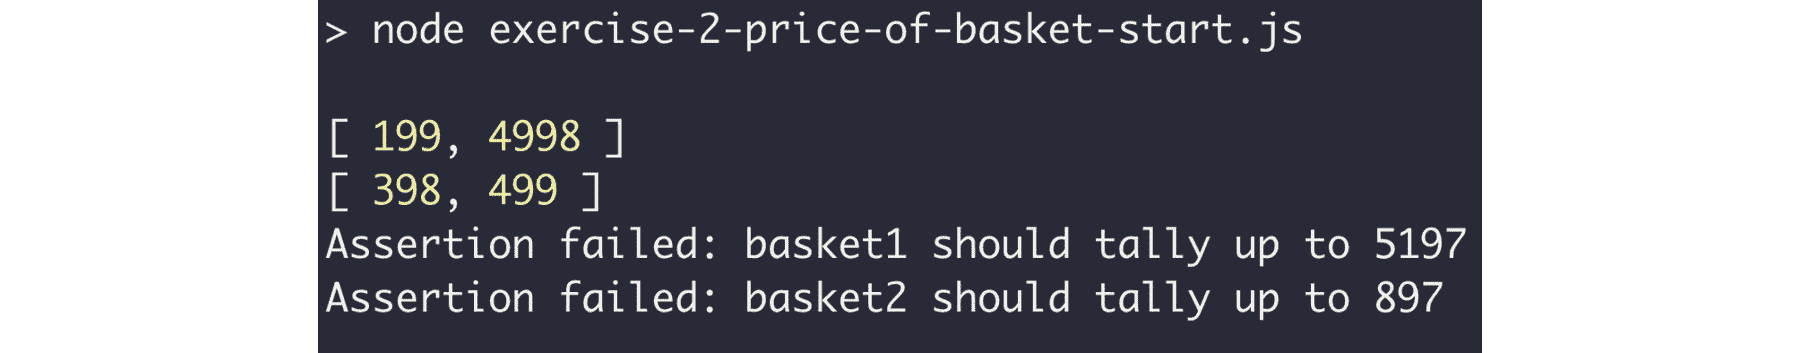 > node exercise-2-price-of-basket-start.js
[ 199, 4998 ]
[ 398, 499 ]
Assertion failed: basket1 should tally up to 5197
Assertion failed: basket2 should tally up to 897